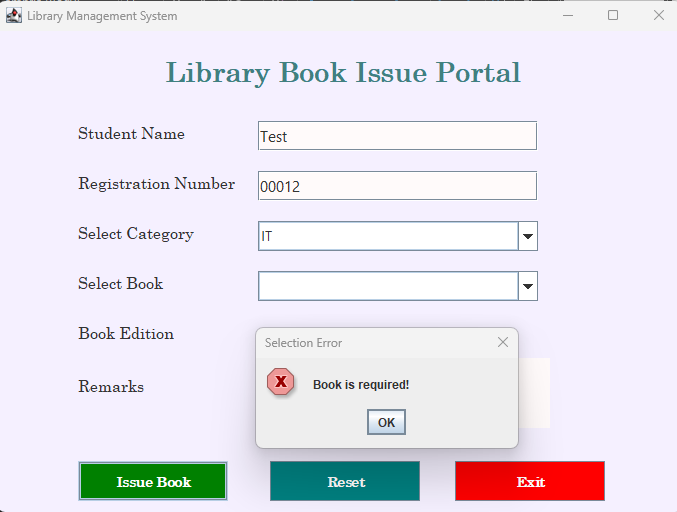 Library Management System
Library Book Issue Portal
Student Name
Test
Registration Number
00012
Select Category
IT
Select Book
Book Edition
Selection Error
Remarks
X
Book is required!
OK
Issue Book
Reset
Exit